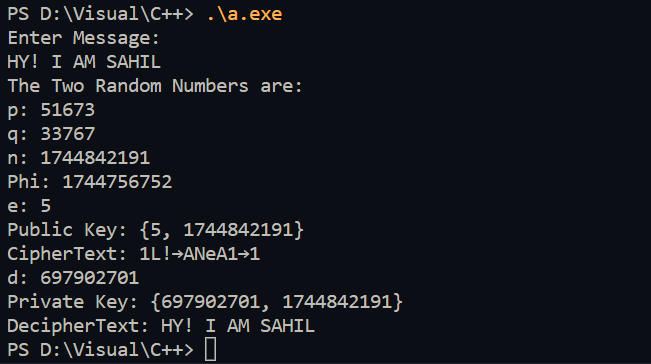 PS D:\Visual\C++> .\a.exe
Enter Message:
HY! I AM SAHIL
The Two Random Numbers are:
p: 51673
q: 33767
n: 1744842191
Phi: 1744756752
e: 5
Public Key: {5, 1744842191}
CipherText: 1L!→ANeA1→1
d: 697902701
Private Key: {697902701, 1744842191}
DecipherText: HY! I AM SAHIL
PS D:\Visual\C++>